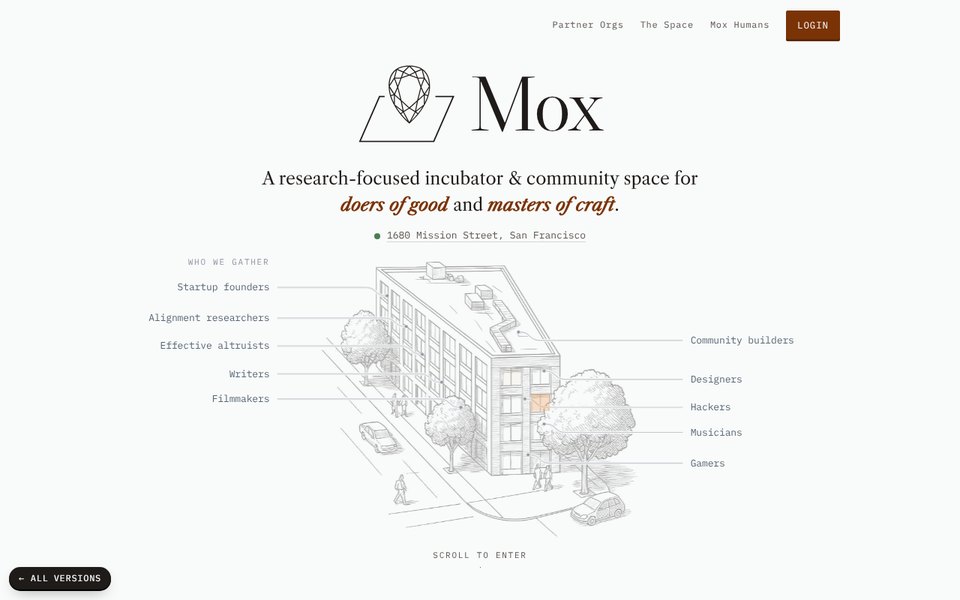 Partner Orgs The Space Mox Humans LOGIN
Mox
A research-focused incubator & community space for
doers of good and masters of craft.
1680 Mission Street, San Francisco
WHO WE GATHER
Startup founders
Alignment researchers
Effective altruists
Writers
Filmmakers
Community builders
Designers
Hackers
Musicians
Gamers
SCROLL TO ENTER
← ALL VERSIONS